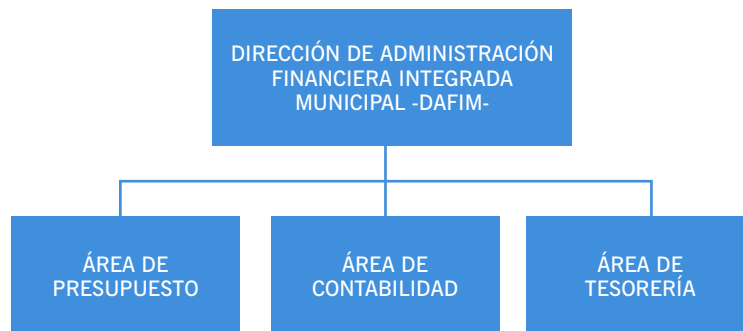 DIRECCIÓN DE ADMINISTRACIÓN
FINANCIERA INTEGRADA
MUNICIPAL -DAFIM-
ÁREA DE
PRESUPUESTO
ÁREA DE
CONTABILIDAD
ÁREA DE
TESORERÍA